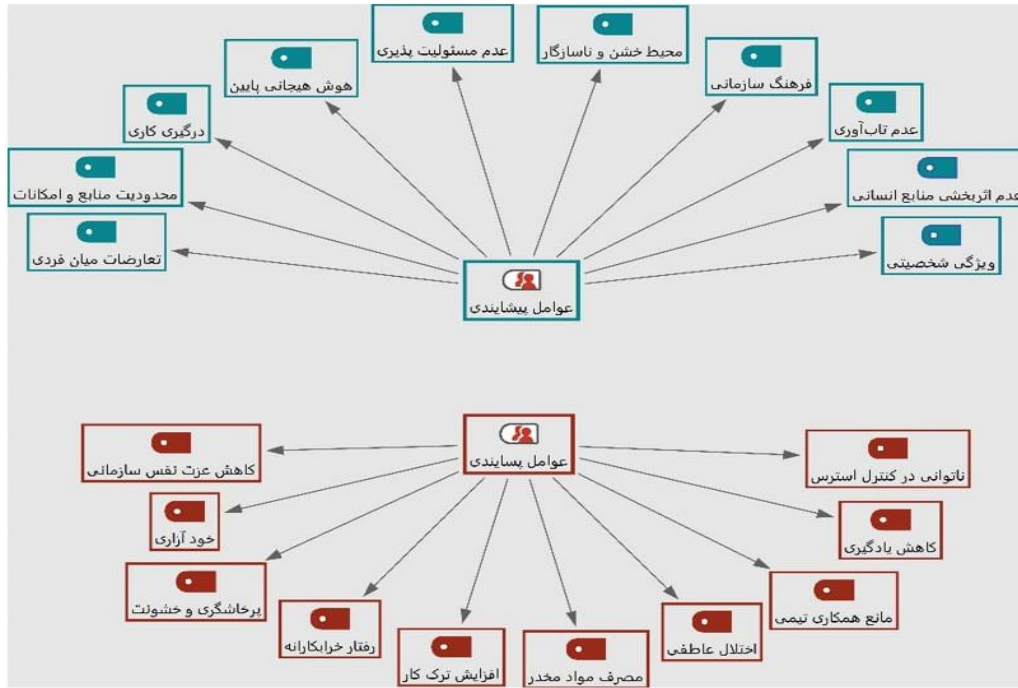 محیط خشن و ناسازگار
عدم مسئولیت پذیری
هوش هیجانی پایین
فرهنگ سازمانی
درگیری کاری
عدم تاب‌آوری
محدودیت منابع و امکانات
عدم اثربخشی منابع انسانی
تعارضات میان فردی
ویژگی شخصیتی
عوامل پیشایندی
عوامل پسایندی
کاهش عزت نفس سازمانی
ناتوانی در کنترل استرس
خود آزاری
کاهش یادگیری
پرخاشگری و خشونت
مانع همکاری تیمی
رفتار خرابکارانه
اختلال عاطفی
افزایش ترک کار
مصرف مواد مخدر